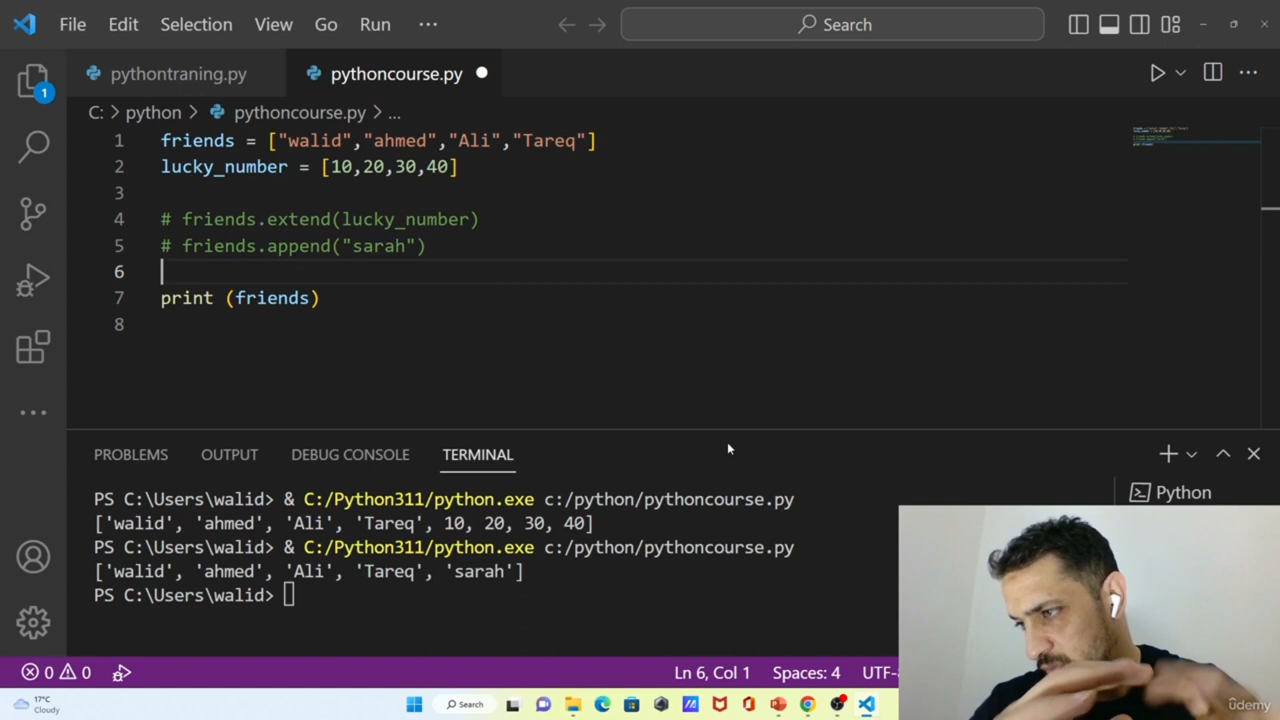 File Edit Selection View Go Run ··· Search
pythontraning.py pythoncourse.py
C: > python > pythoncourse.py > ...
1 friends = ["walid","ahmed","Ali","Tareq"]
2 lucky_number = [10,20,30,40]
3
4 # friends.extend(lucky_number)
5 # friends.append("sarah")
6
7 print (friends)
8
1
PROBLEMS OUTPUT DEBUG CONSOLE TERMINAL
PS C:\Users\walid> & C:/Python311/python.exe c:/python/pythoncourse.py
['walid', 'ahmed', 'Ali', 'Tareq', 10, 20, 30, 40]
PS C:\Users\walid> & C:/Python311/python.exe c:/python/pythoncourse.py
['walid', 'ahmed', 'Ali', 'Tareq', 'sarah']
PS C:\Users\walid>
Python
0 0 Ln 6, Col 1 Spaces: 4 UTF-
17°C
Cloudy
Search
udemy